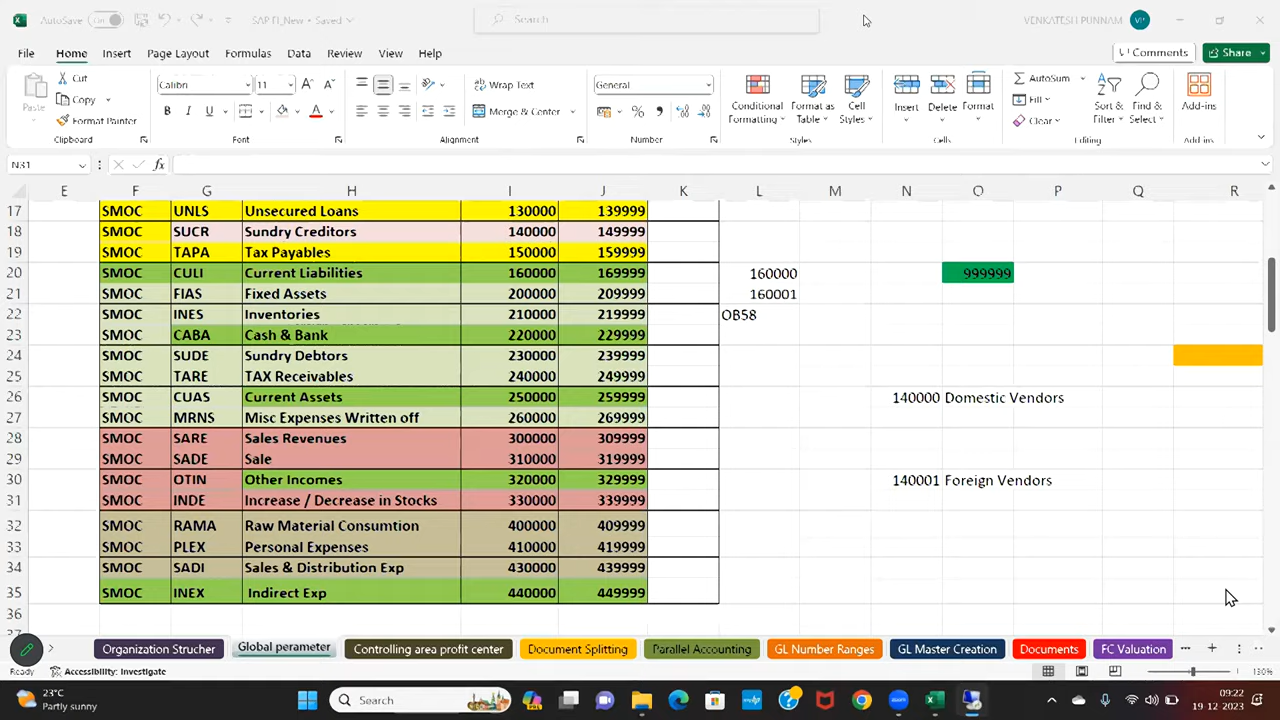 AutoSave Off SAP FI_New • Saved Search VENKATESH PUNNAM VP
File Home Insert Page Layout Formulas Data Review View Help Comments Share
Paste Cut Copy Format Painter Clipboard
Calibri 11 B I U Font
Wrap Text Merge & Center Alignment
General % Number
Conditional Formatting Format as Table Cell Styles Styles
Insert Delete Format Cells
AutoSum Fill Clear Sort & Filter Find & Select Editing
Add-ins Add-ins
N31 fx
E F G H I J K L M N O P Q R
17 SMOC UNLS Unsecured Loans 130000 139999
18 SMOC SUCR Sundry Creditors 140000 149999
19 SMOC TAPA Tax Payables 150000 159999
20 SMOC CULI Current Liabilities 160000 169999 160000 999999
21 SMOC FIAS Fixed Assets 200000 209999 160001
22 SMOC INES Inventories 210000 219999 OB58
23 SMOC CABA Cash & Bank 220000 229999
24 SMOC SUDE Sundry Debtors 230000 239999
25 SMOC TARE TAX Receivables 240000 249999
26 SMOC CUAS Current Assets 250000 259999 140000 Domestic Vendors
27 SMOC MRNS Misc Expenses Written off 260000 269999
28 SMOC SARE Sales Revenues 300000 309999
29 SMOC SADE Sale 310000 319999
30 SMOC OTIN Other Incomes 320000 329999 140001 Foreign Vendors
31 SMOC INDE Increase / Decrease in Stocks 330000 339999
32 SMOC RAMA Raw Material Consumtion 400000 409999
33 SMOC PLEX Personal Expenses 410000 419999
34 SMOC SADI Sales & Distribution Exp 430000 439999
35 SMOC INEX Indirect Exp 440000 449999
36
Organization Strucher Global perameter Controlling area profit center Document Splitting Parallel Accounting GL Number Ranges GL Master Creation Documents FC Valuation
Ready Accessibility: Investigate 130%
23°C Partly sunny Search 09:22
19-12-2023